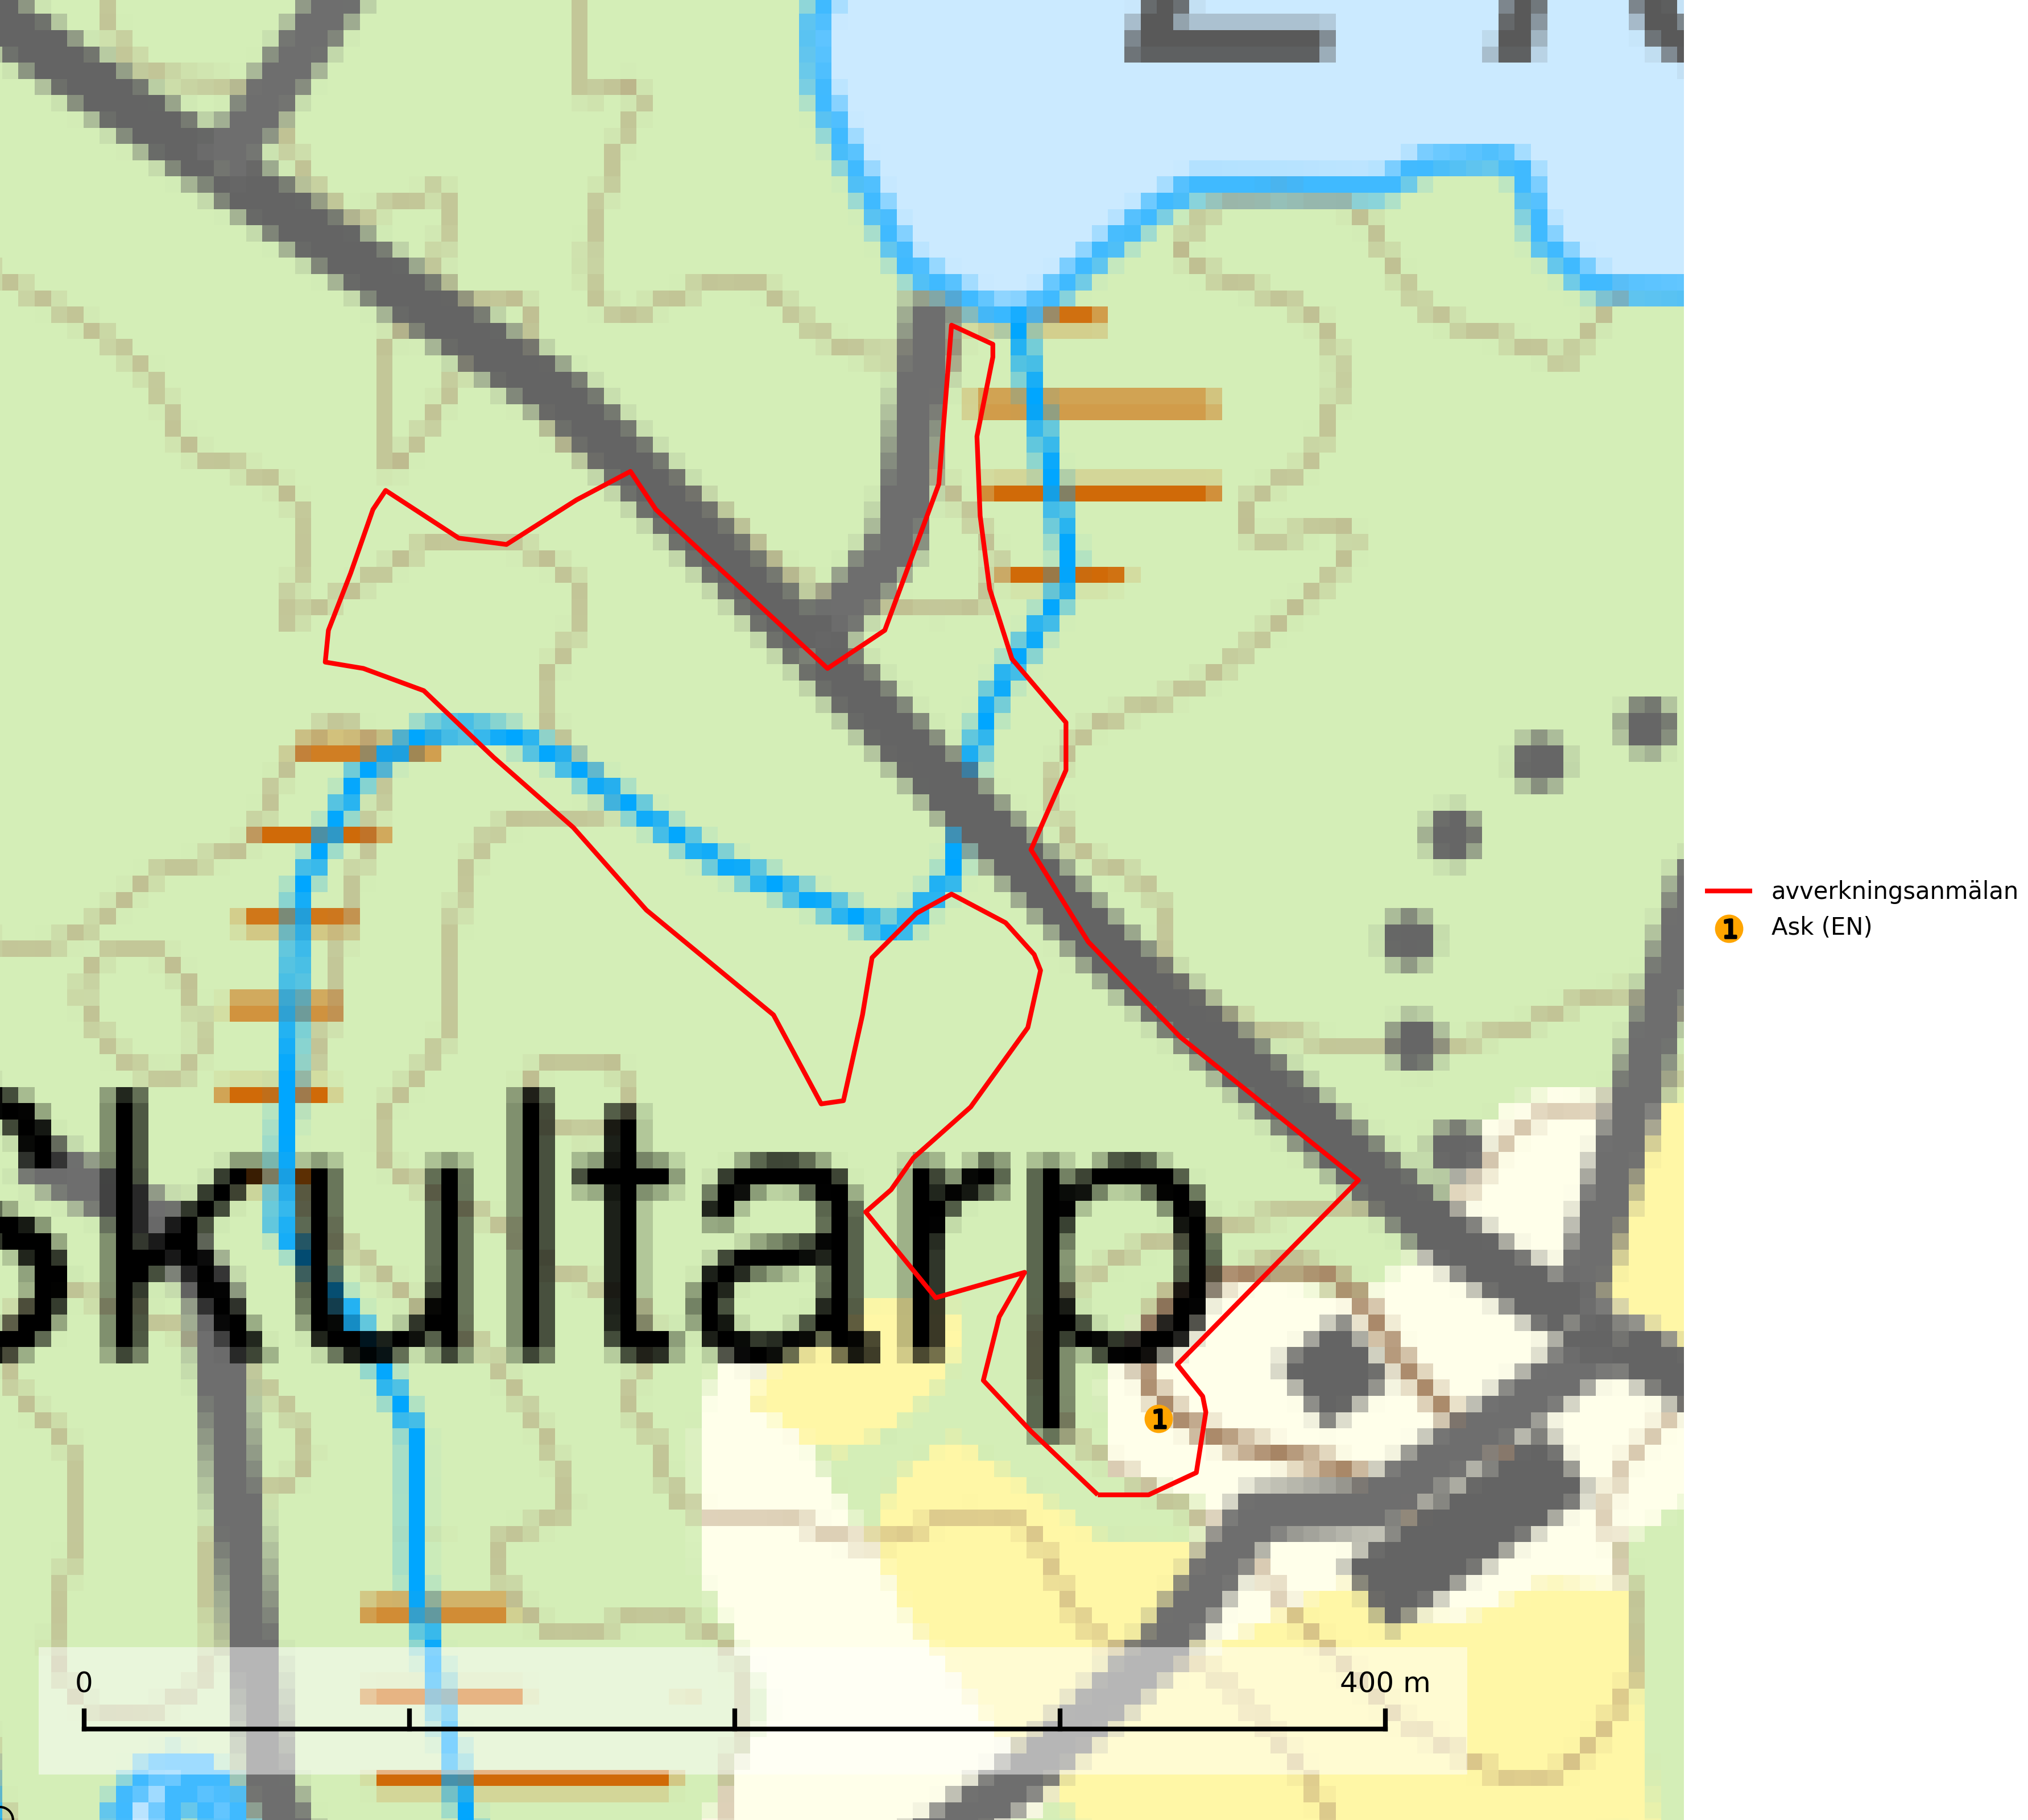 skultarp
avverkningsanmälan
1 Ask (EN)
1
0 400 m